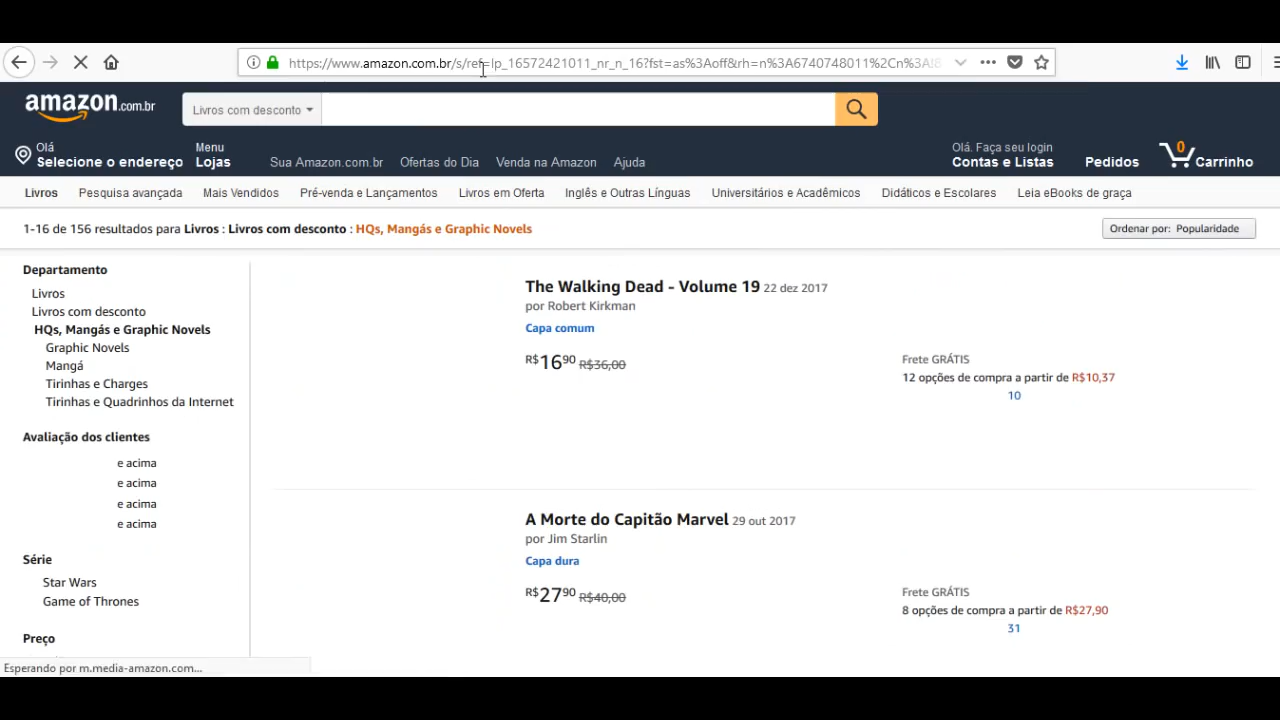 https://www.amazon.com.br/s/ref=lp_16572421011_nr_n_16?fst=as%3Aoff&rh=n%3A6740748011%2Cn%3A!8
amazon.com.br
Livros com desconto
Olá
Selecione o endereço
Menu
Lojas
Sua Amazon.com.br
Ofertas do Dia
Venda na Amazon
Ajuda
Olá. Faça seu login
Contas e Listas
Pedidos
0
Carrinho
Livros
Pesquisa avançada
Mais Vendidos
Pré-venda e Lançamentos
Livros em Oferta
Inglês e Outras Línguas
Universitários e Acadêmicos
Didáticos e Escolares
Leia eBooks de graça
1-16 de 156 resultados para Livros : Livros com desconto : HQs, Mangás e Graphic Novels
Ordenar por: Popularidade
Departamento
Livros
Livros com desconto
HQs, Mangás e Graphic Novels
Graphic Novels
Mangá
Tirinhas e Charges
Tirinhas e Quadrinhos da Internet
Avaliação dos clientes
e acima
e acima
e acima
e acima
Série
Star Wars
Game of Thrones
Preço
The Walking Dead - Volume 19 22 dez 2017
por Robert Kirkman
Capa comum
R$1690 R$36,00
Frete GRÁTIS
12 opções de compra a partir de R$10,37
10
A Morte do Capitão Marvel 29 out 2017
por Jim Starlin
Capa dura
R$2790 R$40,00
Frete GRÁTIS
8 opções de compra a partir de R$27,90
31
Esperando por m.media-amazon.com...